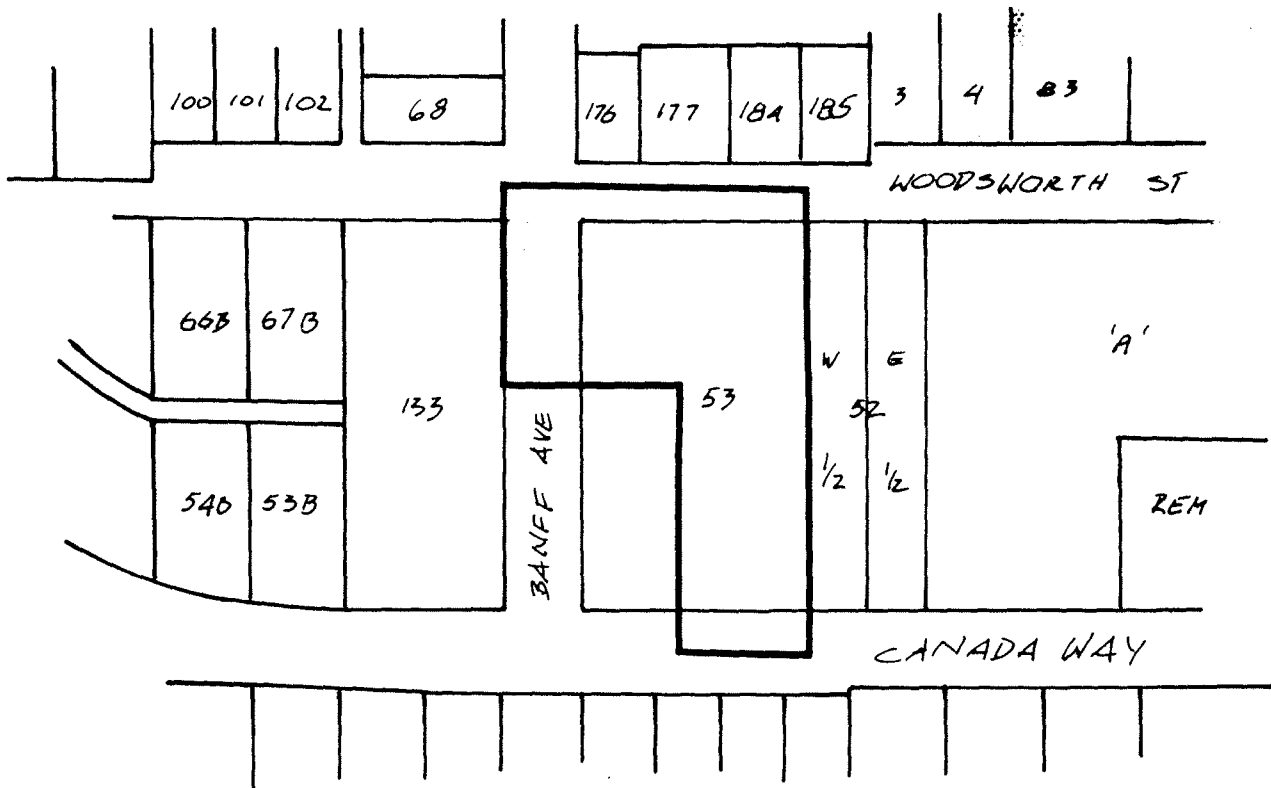 100 101 102 68 176 177 184 185 3 4 83
WOODSWORTH ST
66B 67B
133
53
W E
52
1/2 1/2
'A'
BANFF AVE
54B 53B
REM
CANADA WAY